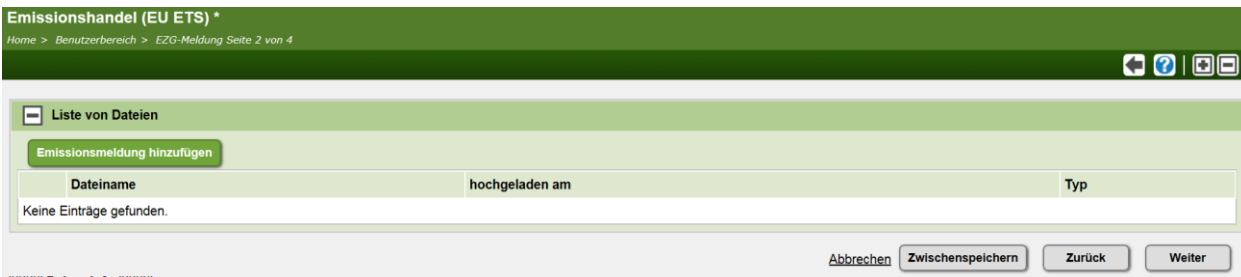 Emissionshandel (EU ETS) *
Home > Benutzerbereich > EZG-Meldung Seite 2 von 4
Liste von Dateien
Emissionsmeldung hinzufügen
Dateiname hochgeladen am Typ
Keine Einträge gefunden.
Abbrechen Zwischenspeichern Zurück Weiter